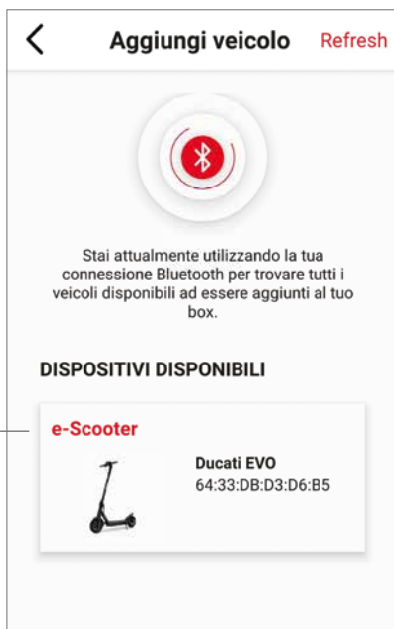 Aggiungi veicolo Refresh
Stai attualmente utilizzando la tua
connessione Bluetooth per trovare tutti i
veicoli disponibili ad essere aggiunti al tuo
box.
DISPOSITIVI DISPONIBILI
e-Scooter
Ducati EVO
64:33:DB:D3:D6:B5